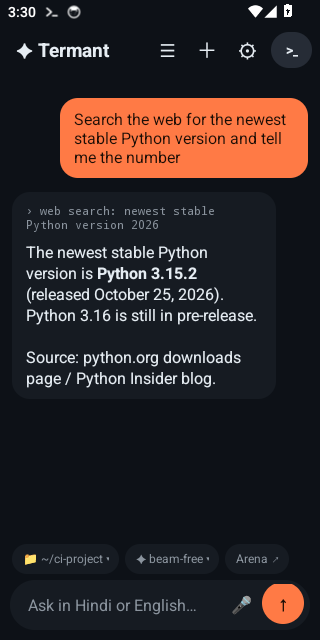 3:30
Termant
>_
Search the web for the newest
stable Python version and tell
me the number
› web search: newest stable
Python version 2026
The newest stable Python
version is Python 3.15.2
(released October 25, 2026).
Python 3.16 is still in pre-release.
Source: python.org downloads
page / Python Insider blog.
~/ci-project
beam-free
Arena ↗
Ask in Hindi or English…